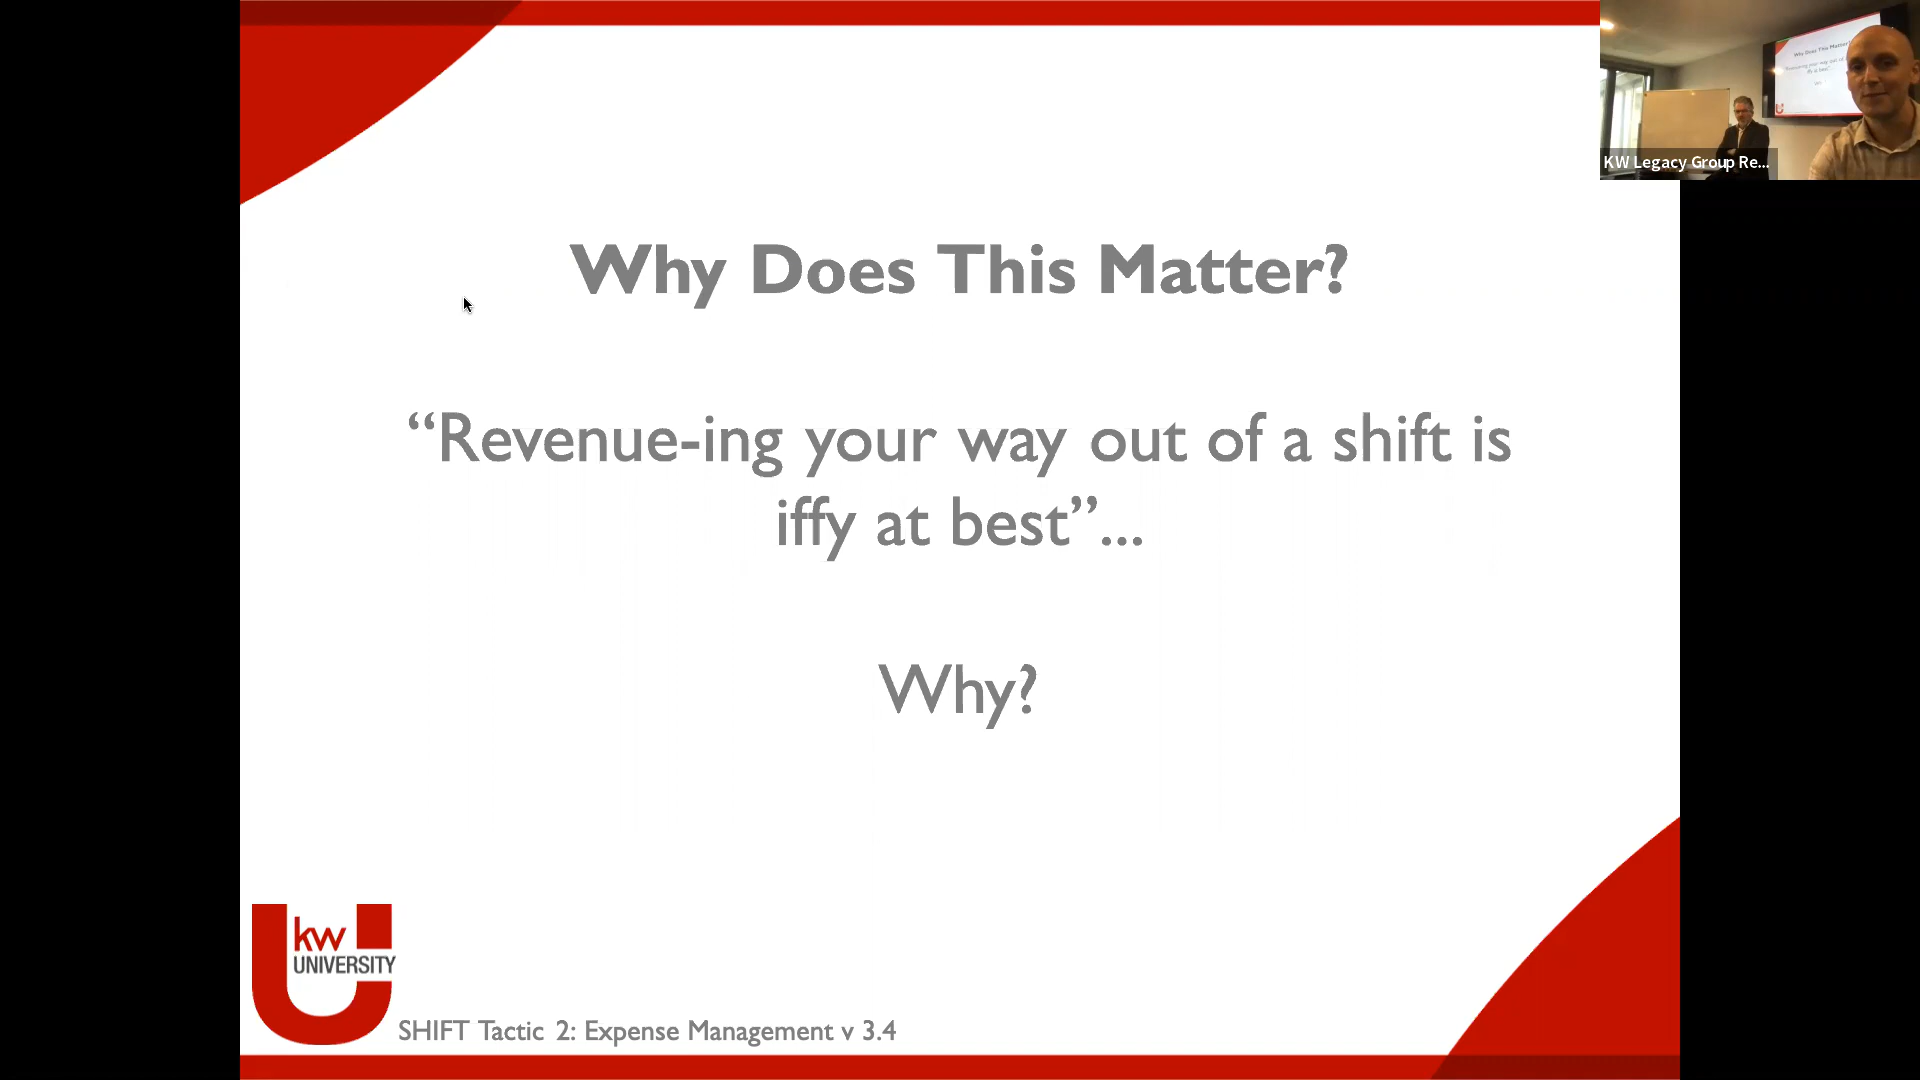 KW Legacy Group Re...
Why Does This Matter?
“Revenue-ing your way out of a shift is
iffy at best”...
Why?
kw
UNIVERSITY
SHIFT Tactic 2: Expense Management v 3.4